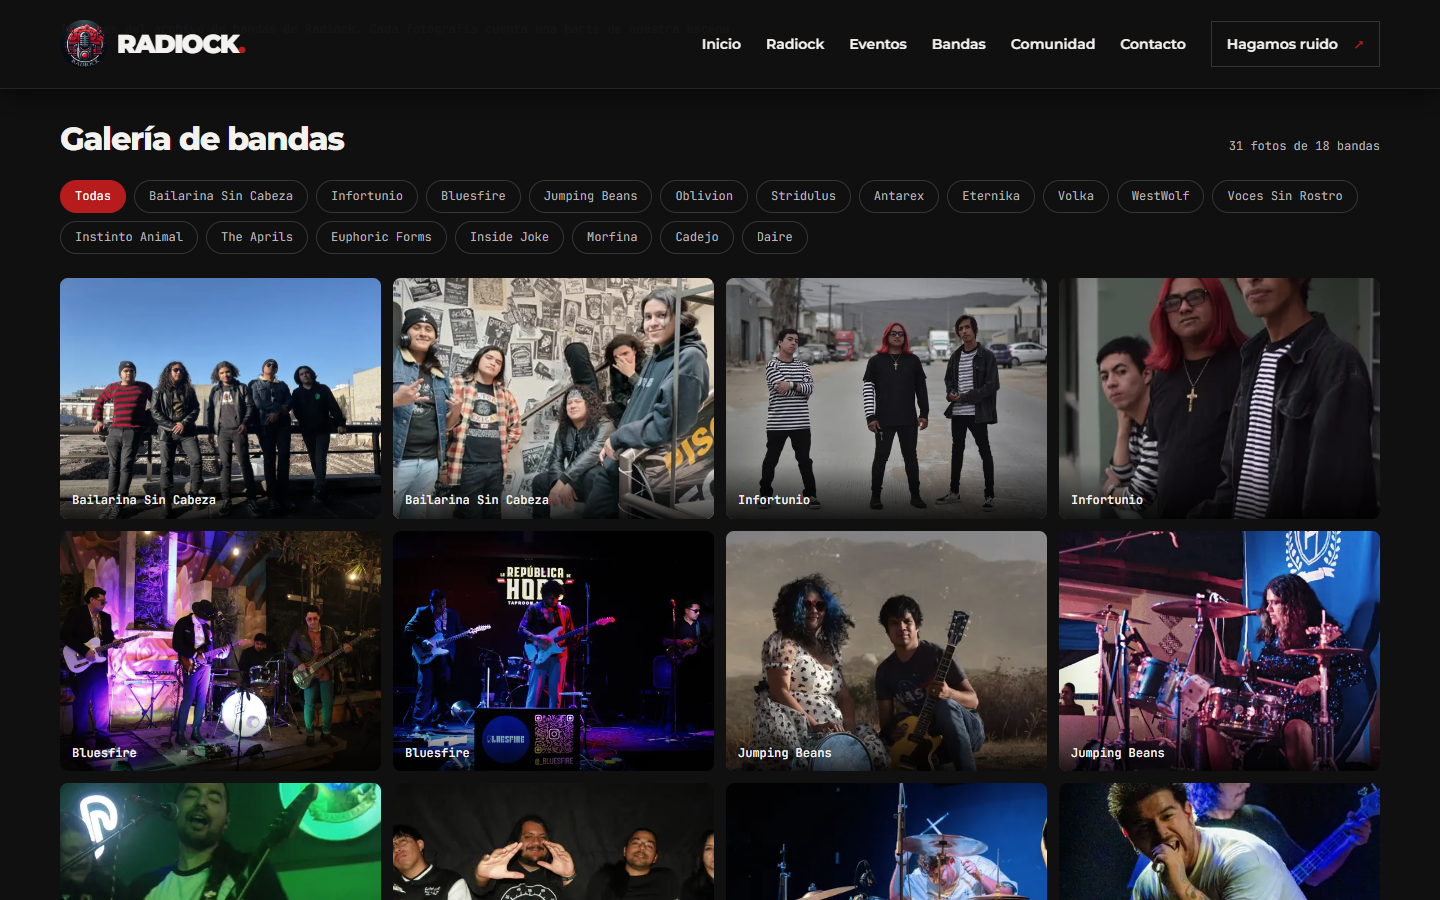 RADIOCK.
Inicio Radiock Eventos Bandas Comunidad Contacto Hagamos ruido ↗
Galería de bandas
31 fotos de 18 bandas
Todas Bailarina Sin Cabeza Infortunio Bluesfire Jumping Beans Oblivion Stridulus Antarex Eternika Volka WestWolf Voces Sin Rostro
Instinto Animal The Aprils Euphoric Forms Inside Joke Morfina Cadejo Daire
Bailarina Sin Cabeza
Bailarina Sin Cabeza
Infortunio
Infortunio
REPÚBLICA
TAPROOM
BLUESFIRE
@_BLUESFIRE
Bluesfire
Bluesfire
Jumping Beans
Jumping Beans